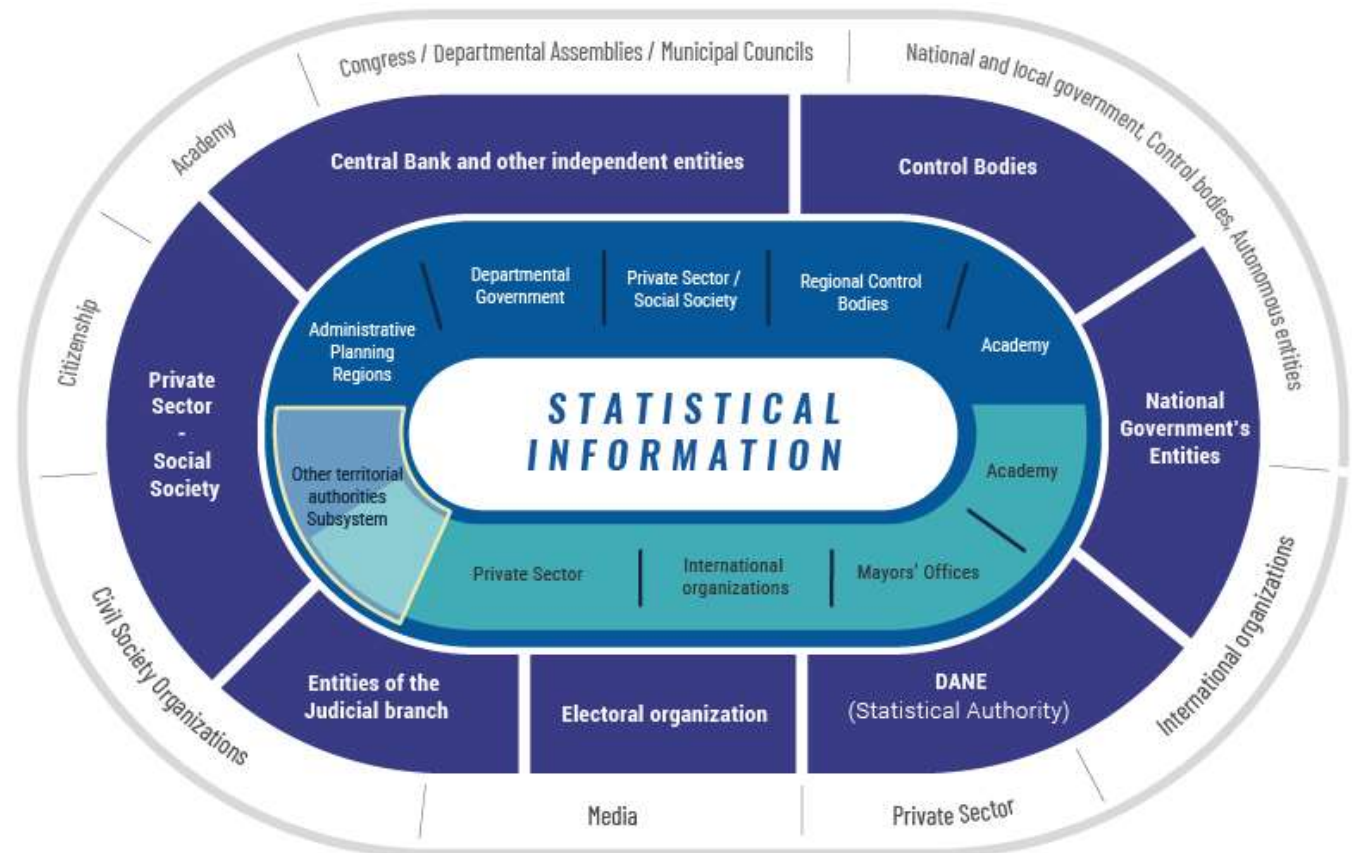 Congress / Departmental Assemblies / Municipal Councils
National and local government, Control bodies, Autonomous entities
Academy
Central Bank and other independent entities
Control Bodies
Departmental
Government
Private Sector /
Social Society
Regional Control
Bodies
Administrative
Planning
Regions
Academy
Citizenship
Private
Sector
-
Social
Society
STATISTICAL
INFORMATION
National
Government's
Entities
Other territorial
authorities
Subsystem
Academy
Private Sector
International
organizations
Mayors' Offices
Civil Society Organizations
International organizations
Entities of the
Judicial branch
Electoral organization
DANE
(Statistical Authority)
Media
Private Sector